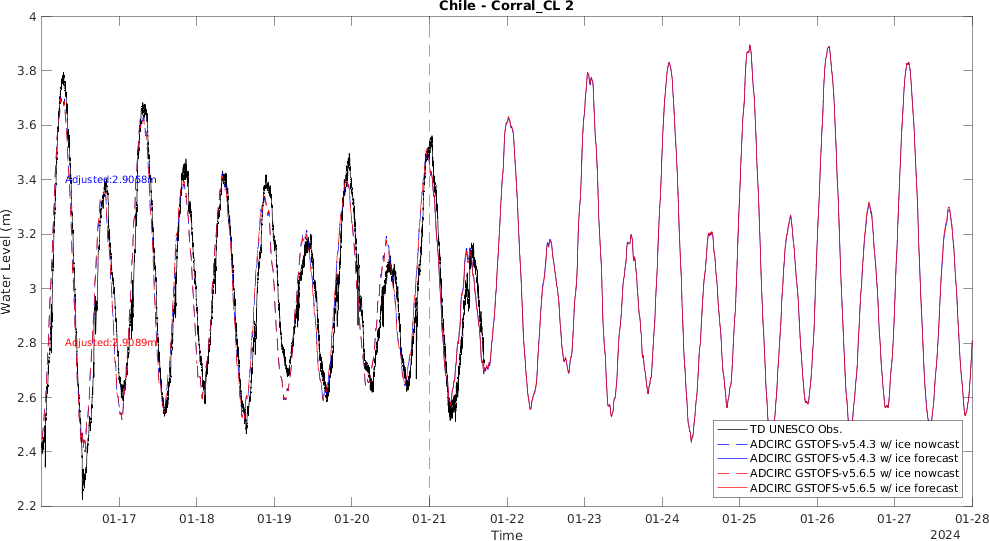 Chile - Corral_CL 2
4
3.8
3.6
3.4
3.2
3
2.8
2.6
2.4
2.2
Water Level (m)
Adjusted:2.9058m
Adjusted:2.9089m
TD UNESCO Obs.
ADCIRC GSTOFS-v5.4.3 w/ ice nowcast
ADCIRC GSTOFS-v5.4.3 w/ ice forecast
ADCIRC GSTOFS-v5.6.5 w/ ice nowcast
ADCIRC GSTOFS-v5.6.5 w/ ice forecast
01-17 01-18 01-19 01-20 01-21 01-22 01-23 01-24 01-25 01-26 01-27 01-28
Time
2024